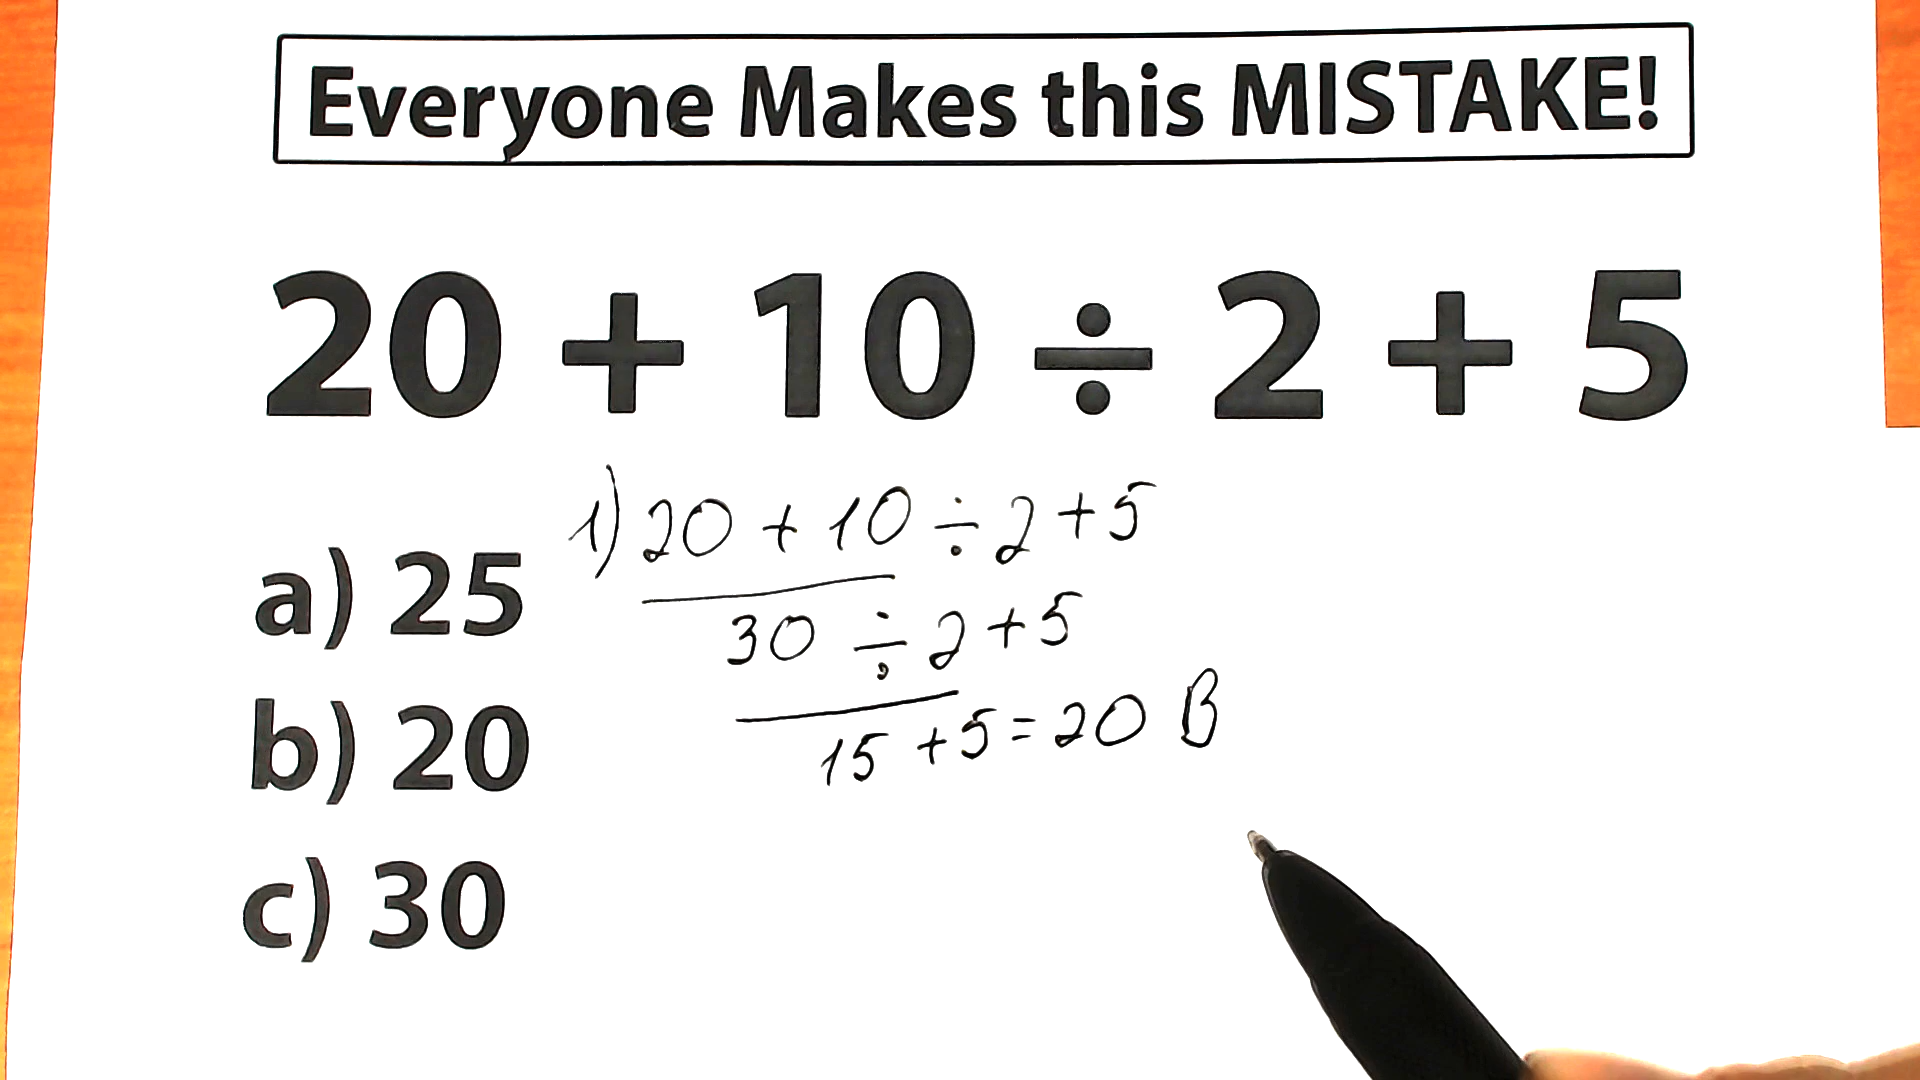 Everyone Makes this MISTAKE!
20 + 10 ÷ 2 + 5
1) 20 + 10 ÷ 2 + 5
a) 25
30 ÷ 2 + 5
b) 20
15 + 5 = 20 B
c) 30